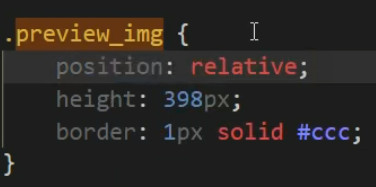 .preview_img {
position: relative;
height: 398px;
border: 1px solid #ccc;
}